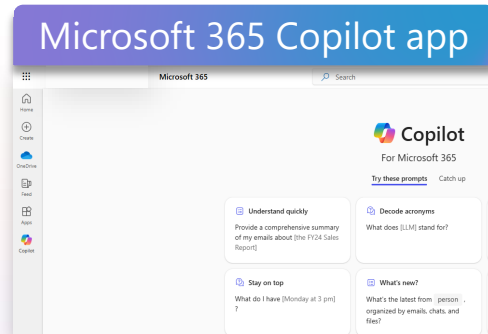 Microsoft 365 Copilot app
Microsoft 365
Search
Home
Create
OneDrive
Feed
Apps
Copilot
Copilot
For Microsoft 365
Try these prompts Catch up
Understand quickly
Provide a comprehensive summary
of my emails about [the FY24 Sales
Report]
Decode acronyms
What does [LLM] stand for?
Stay on top
What do I have [Monday at 3 pm]
?
What's new?
What's the latest from person ,
organized by emails, chats, and
files?